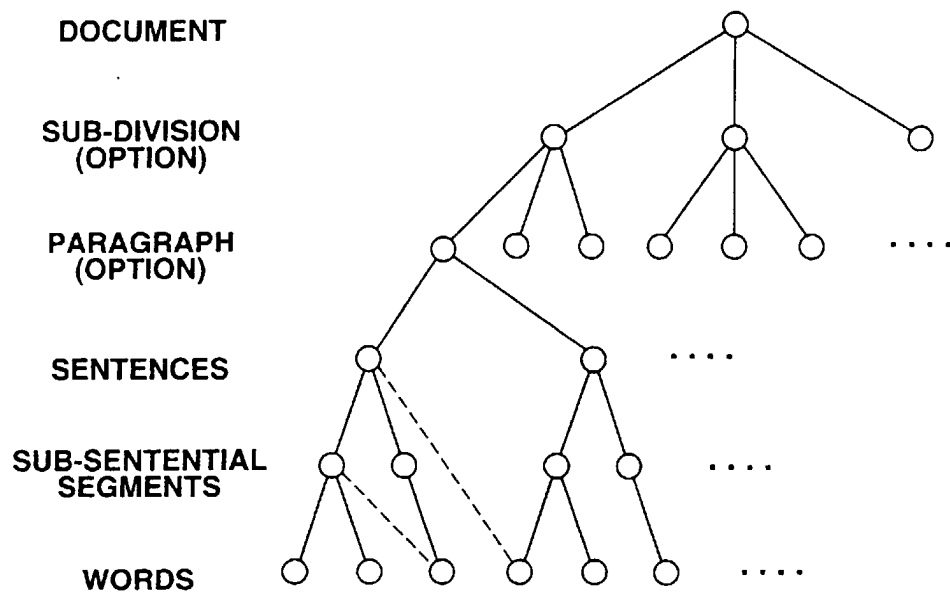 DOCUMENT
SUB-DIVISION
(OPTION)
PARAGRAPH
(OPTION)
. . . .
SENTENCES
. . . .
SUB-SENTENTIAL
SEGMENTS
. . . .
WORDS
. . . .